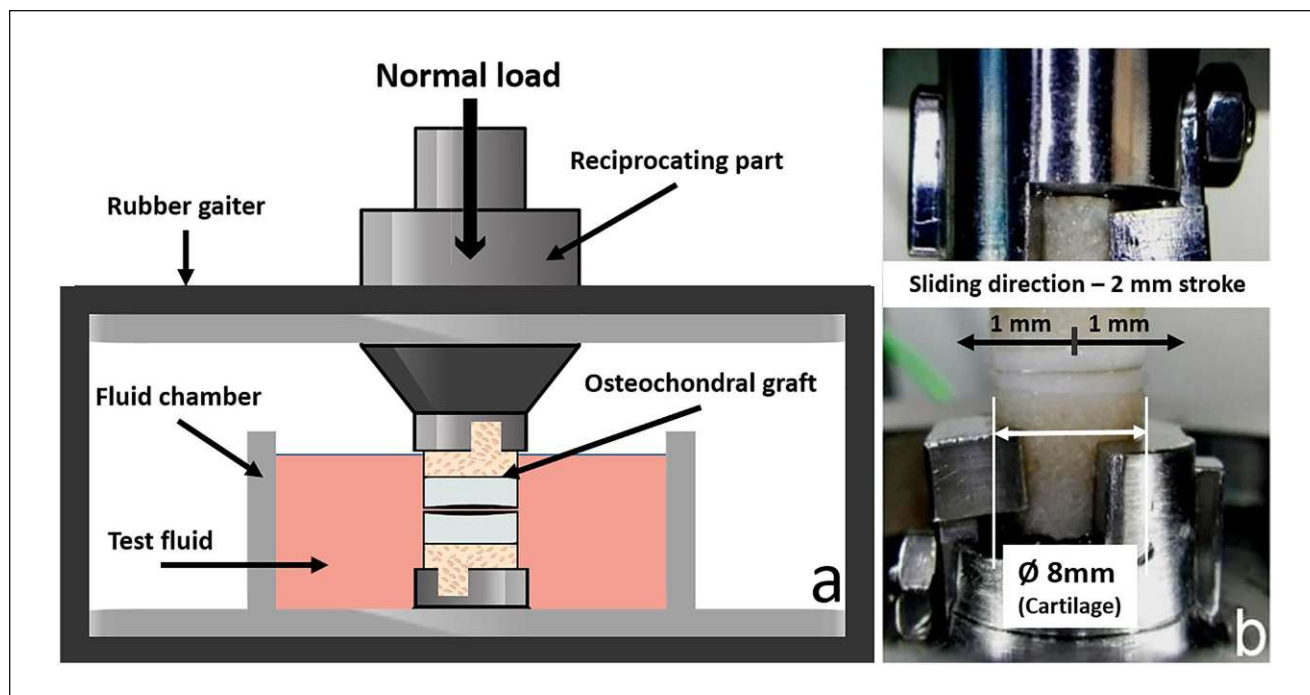 Normal load
Reciprocating part
Rubber gaiter
Osteochondral graft
Fluid chamber
Test fluid
a
Sliding direction – 2 mm stroke
1 mm 1 mm
Ø 8mm
(Cartilage)
b